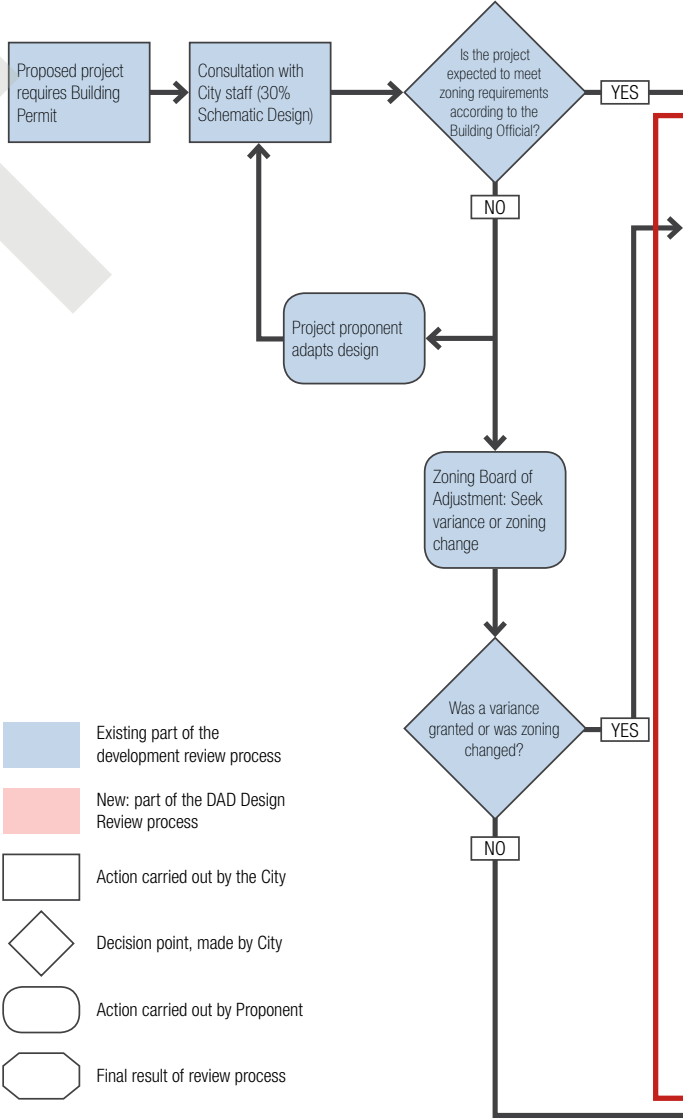 Proposed project
requires Building
Permit
Consultation with
City staff (30%
Schematic Design)
Is the project
expected to meet
zoning requirements
according to the
Building Official?
YES
NO
Project proponent
adapts design
Zoning Board of
Adjustment: Seek
variance or zoning
change
Was a variance
granted or was zoning
changed?
YES
NO
Existing part of the
development review process
New: part of the DAD Design
Review process
Action carried out by the City
Decision point, made by City
Action carried out by Proponent
Final result of review process